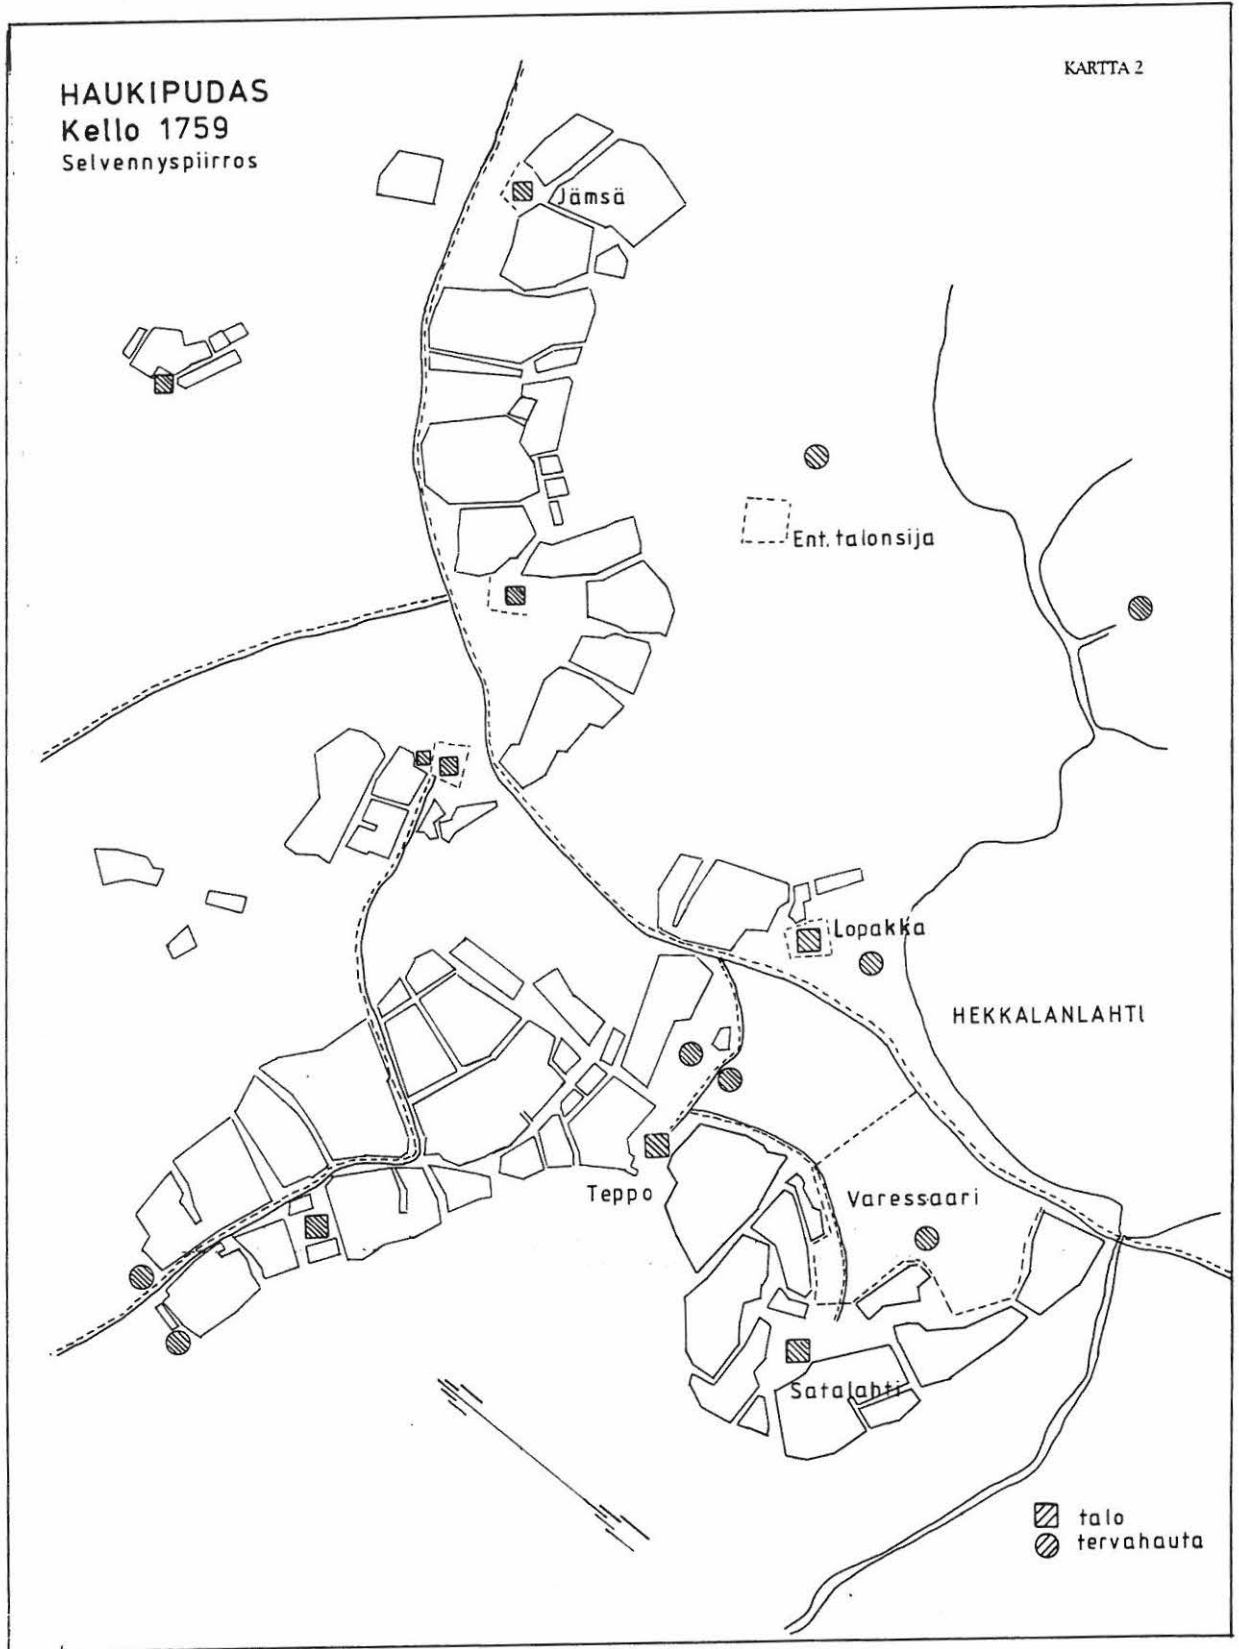 KARTTA 2
HAUKIPUDAS
Kello 1759
Selvennyspiirros
Jämsä
Ent. talonsija
Lopakka
HEKKALANLAHTI
Teppo
Varessaari
Satalahti
talo
tervahauta